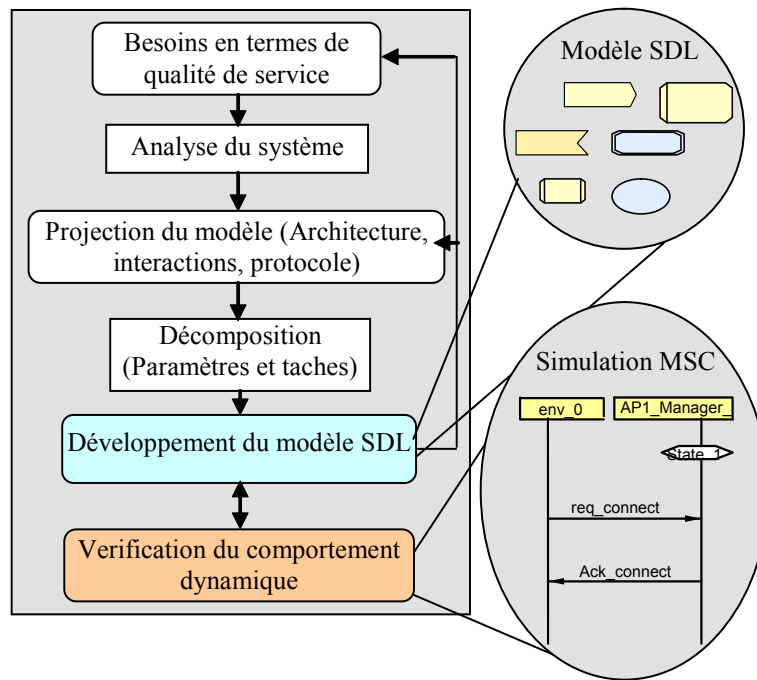 Besoins en termes de
qualité de service
Analyse du système
Projection du modèle (Architecture,
interactions, protocole)
Décomposition
(Paramètres et taches)
Développement du modèle SDL
Verification du comportement
dynamique
Modèle SDL
Simulation MSC
env_0
AP1_Manager_
State_1
req_connect
Ack_connect